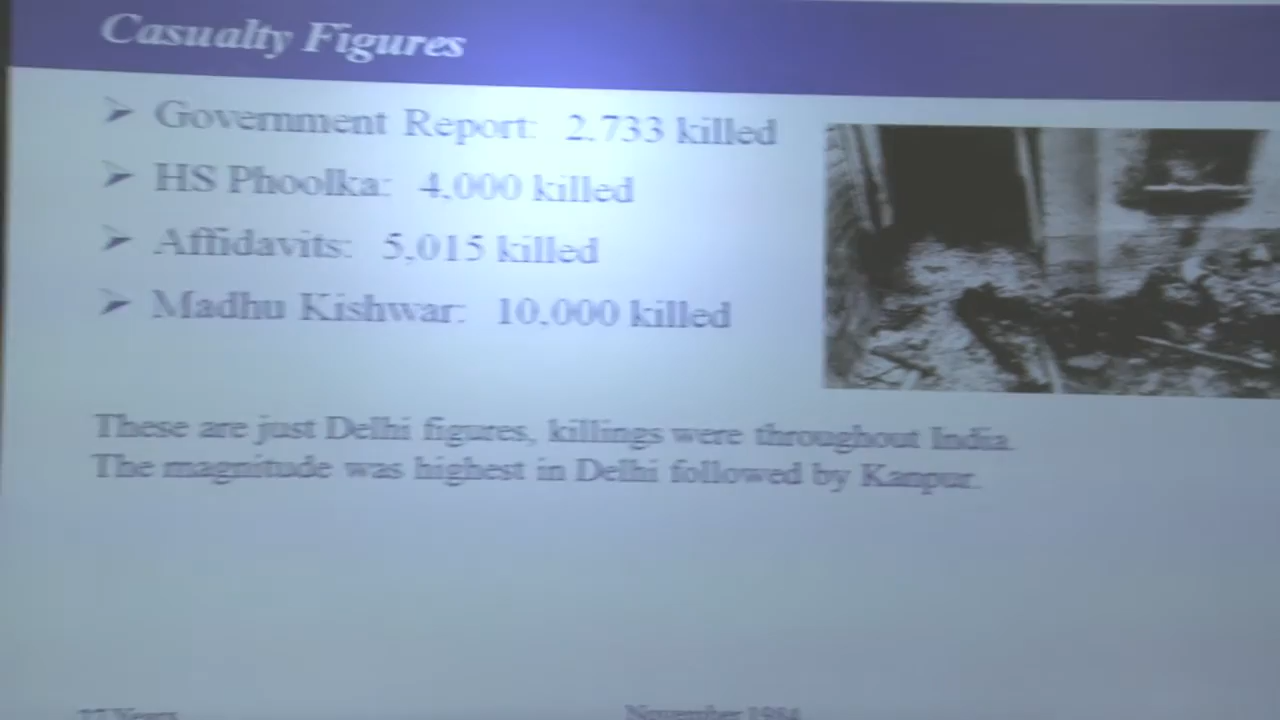 Casualty Figures
Government Report: 2,733 killed
HS Phoolka: 4,000 killed
Affidavits: 5,015 killed
Madhu Kishwar: 10,000 killed
These are just Delhi figures, killings were throughout India.
The magnitude was highest in Delhi followed by Kanpur.
Years
November 1984